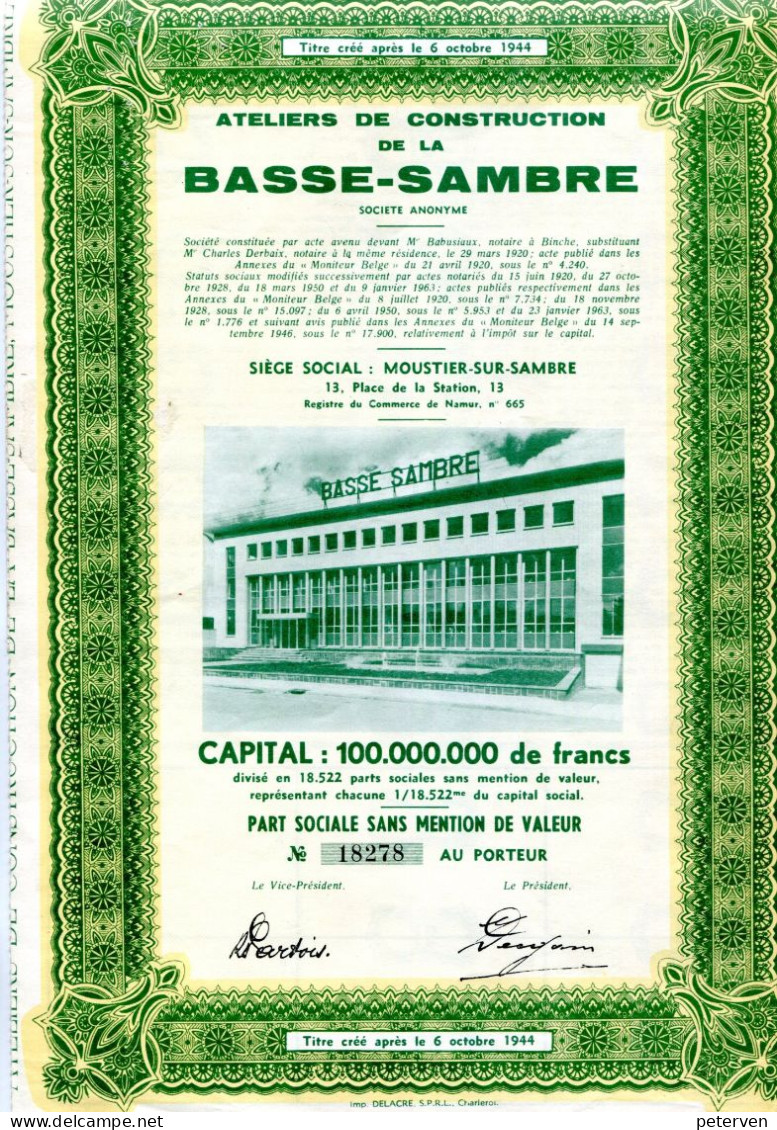 Titre créé après le 6 octobre 1944
ATELIERS DE CONSTRUCTION
DE LA
BASSE-SAMBRE
SOCIETE ANONYME
Société constituée par acte avenu devant Mr Babusiaux, notaire à Binche, substituant
Mr Charles Derbaix, notaire à la même résidence, le 29 mars 1920 ; acte publié dans les
Annexes du « Moniteur Belge » du 21 avril 1920, sous le n° 4.240.
Statuts sociaux modifiés successivement par actes notariés du 15 juin 1920, du 27 octo-
bre 1928, du 18 mars 1950 et du 9 janvier 1963 ; actes publiés respectivement dans les
Annexes du « Moniteur Belge » du 8 juillet 1920, sous le n° 7.734 ; du 18 novembre
1928, sous le n° 15.097 ; du 6 avril 1950, sous le n° 5.953 et du 23 janvier 1963, sous
le n° 1.776 et suivant avis publié dans les Annexes du « Moniteur Belge » du 14 sep-
tembre 1946, sous le n° 17.900, relativement à l'impôt sur le capital.
SIÈGE SOCIAL : MOUSTIER-SUR-SAMBRE
13, Place de la Station, 13
Registre du Commerce de Namur, n° 665
BASSE SAMBRE
CAPITAL : 100.000.000 de francs
divisé en 18.522 parts sociales sans mention de valeur,
représentant chacune 1/18.522me du capital social.
PART SOCIALE SANS MENTION DE VALEUR
№ 18278 AU PORTEUR
Le Vice-Président. Le Président.
Titre créé après le 6 octobre 1944
Imp. DELACRE, S.P.R.L., Charleroi.
ATELIERS DE CONSTRUCTION DE LA BASSE-SAMBRE, MOUSTIER-SUR-SAMBRE
peterven